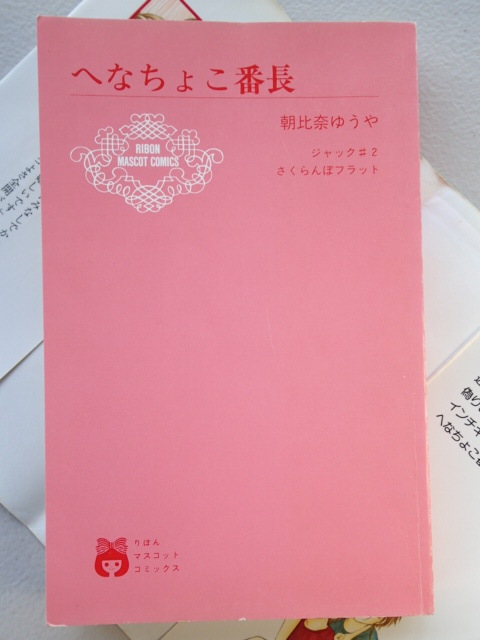 へなちょこ番長
朝比奈ゆうや
RIBON
MASCOT COMICS
ジャック♯2
さくらんぼフラット
りぼん
マスコット
コミックス
インチキ
へなちょこ